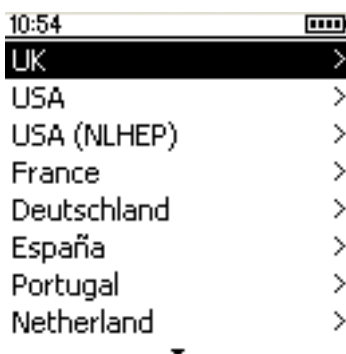 10:54
UK >
USA >
USA (NLHEP) >
France >
Deutschland >
España >
Portugal >
Netherland >